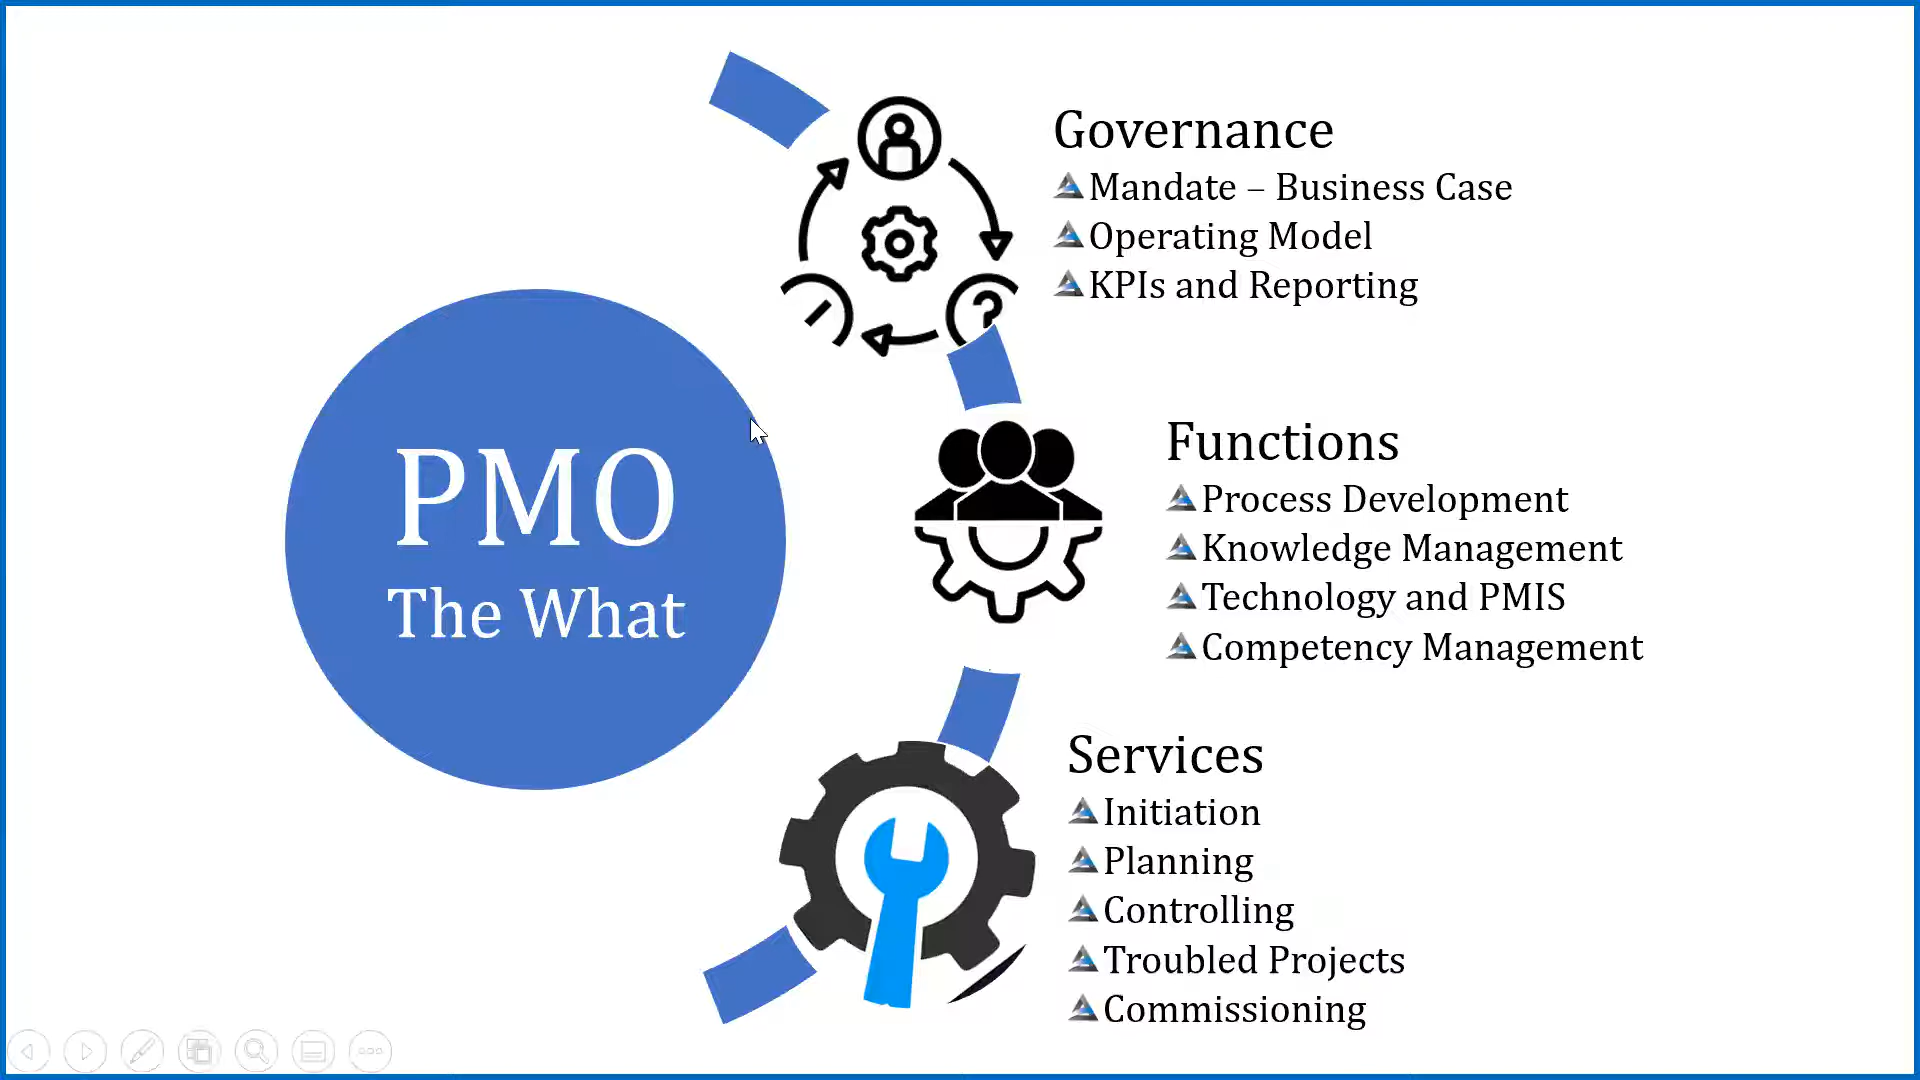 PMO
The What
Governance
Mandate – Business Case
Operating Model
KPIs and Reporting
?
Functions
Process Development
Knowledge Management
Technology and PMIS
Competency Management
Services
Initiation
Planning
Controlling
Troubled Projects
Commissioning